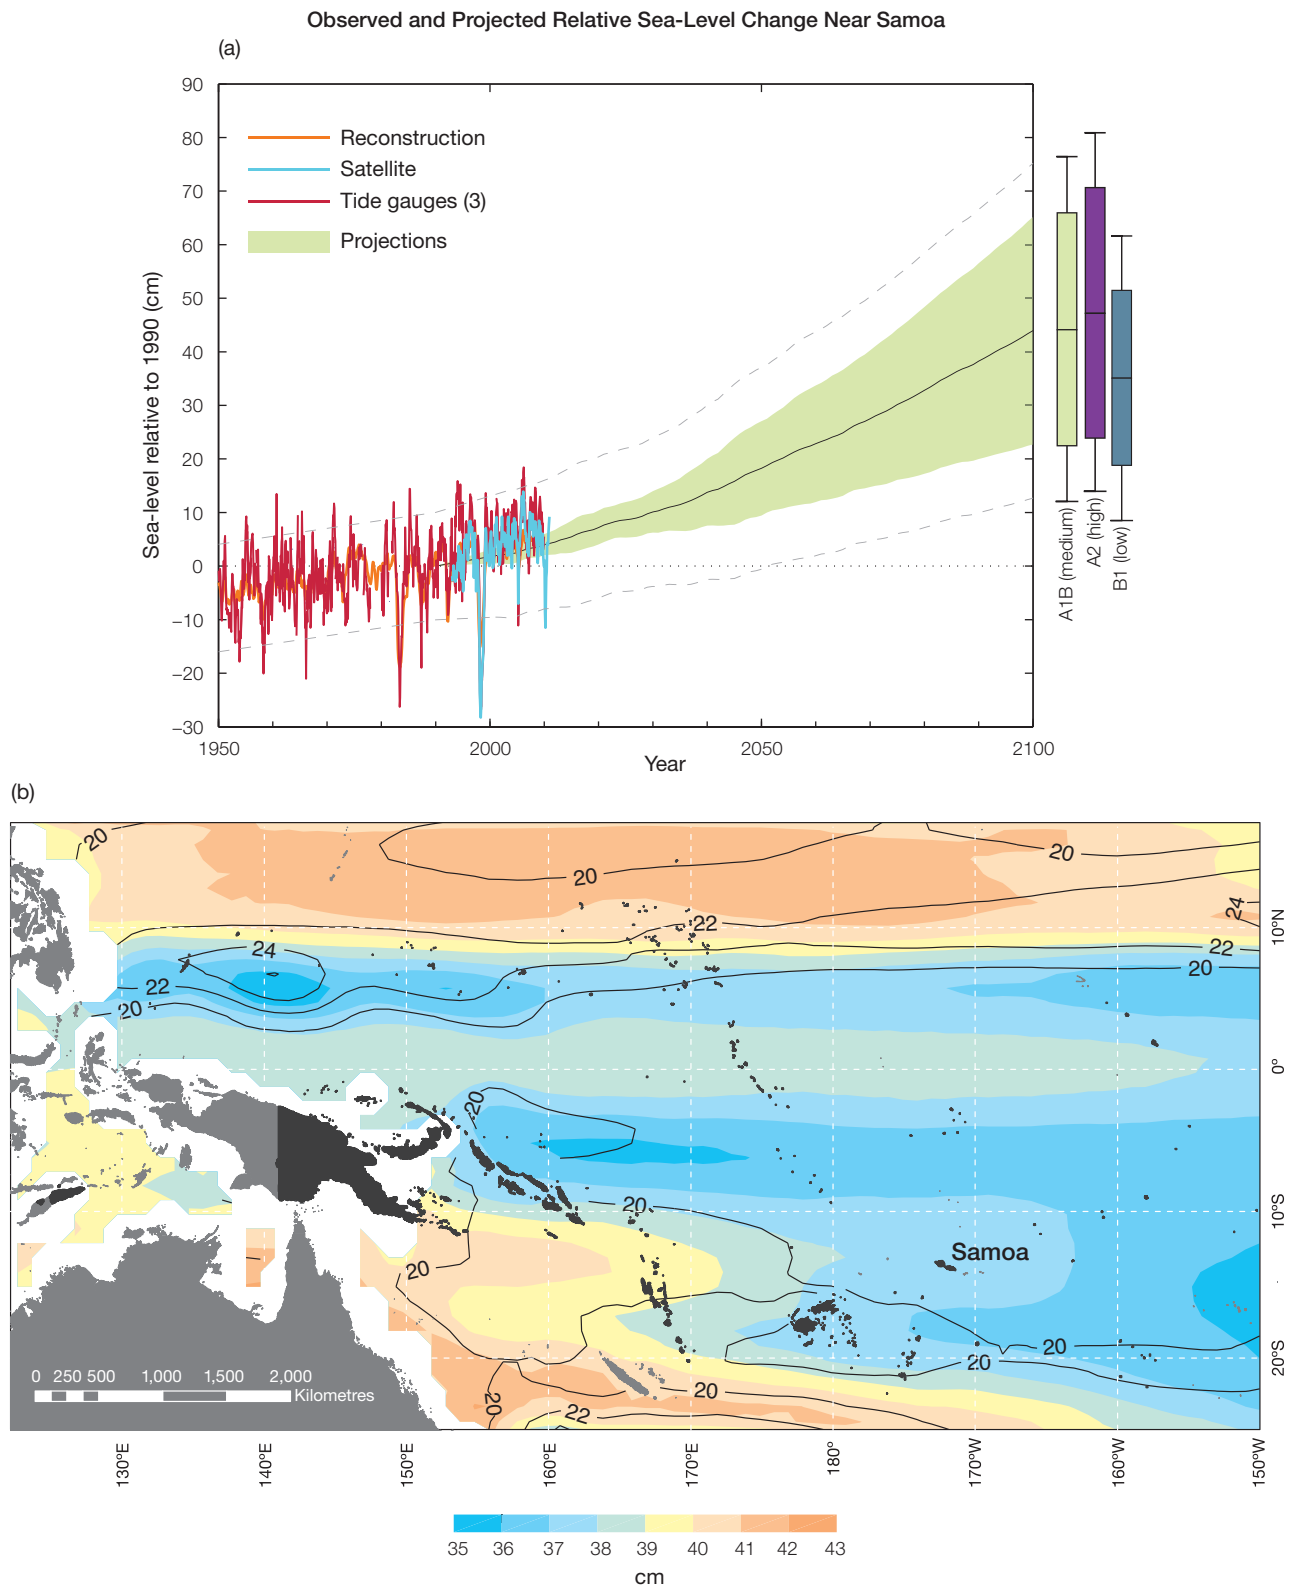 Observed and Projected Relative Sea-Level Change Near Samoa
(a)
90
80
70
60
50
40
30
20
10
0
−10
−20
−30
Sea-level relative to 1990 (cm)
Reconstruction
Satellite
Tide gauges (3)
Projections
1950
2000
2050
2100
Year
A1B (medium)
A2 (high)
B1 (low)
(b)
20
20
20
22
24
10°N
24
22
22
20
20
0°
20
20
10°S
Samoa
20
20
20
20°S
20
20
22
0 250 500 1,000 1,500 2,000
Kilometres
130°E
140°E
150°E
160°E
170°E
180°
170°W
160°W
150°W
35 36 37 38 39 40 41 42 43
cm